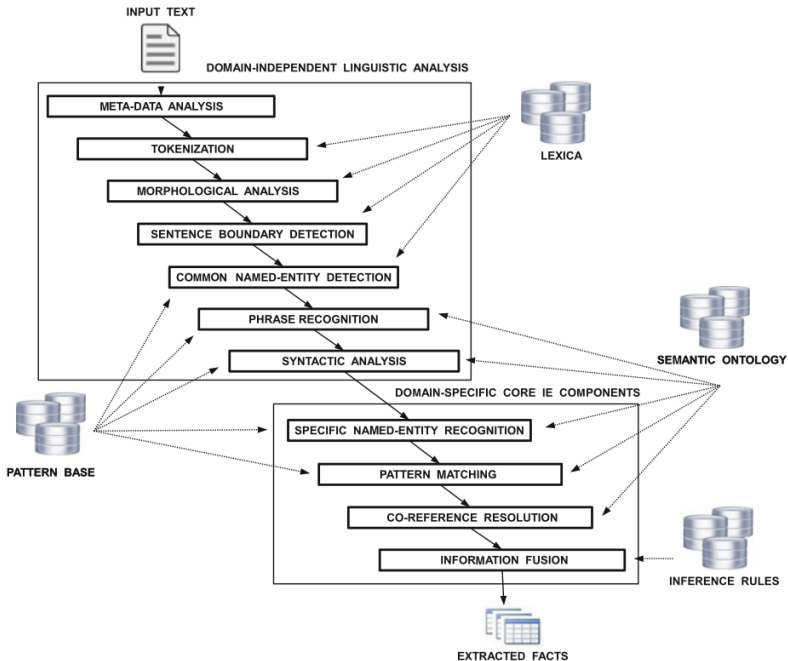 INPUT TEXT
DOMAIN-INDEPENDENT LINGUISTIC ANALYSIS
META-DATA ANALYSIS
TOKENIZATION
LEXICA
MORPHOLOGICAL ANALYSIS
SENTENCE BOUNDARY DETECTION
COMMON NAMED-ENTITY DETECTION
PHRASE RECOGNITION
SYNTACTIC ANALYSIS
SEMANTIC ONTOLOGY
DOMAIN-SPECIFIC CORE IE COMPONENTS
SPECIFIC NAMED-ENTITY RECOGNITION
PATTERN BASE
PATTERN MATCHING
CO-REFERENCE RESOLUTION
INFORMATION FUSION
INFERENCE RULES
EXTRACTED FACTS